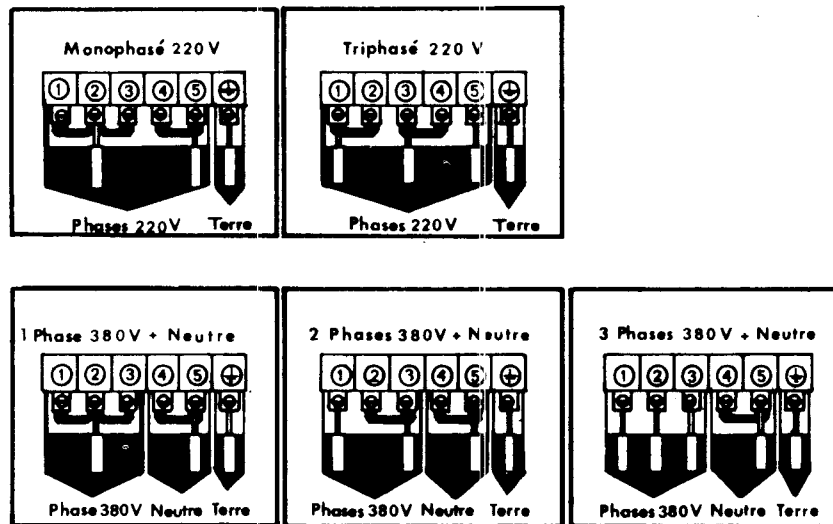 Monophasé 220 V
① ② ③ ④ ⑤
Phases 220V Terre
Triphasé 220 V
① ② ③ ④ ⑤
Phases 220V Terre
1 Phase 380V + Neutre
① ② ③ ④ ⑤
Phase 380V Neutre Terre
2 Phases 380V + Neutre
① ② ③ ④ ⑤
Phases 380V Neutre Terre
3 Phases 380V + Neutre
① ② ③ ④ ⑤
Phases 380V Neutre Terre